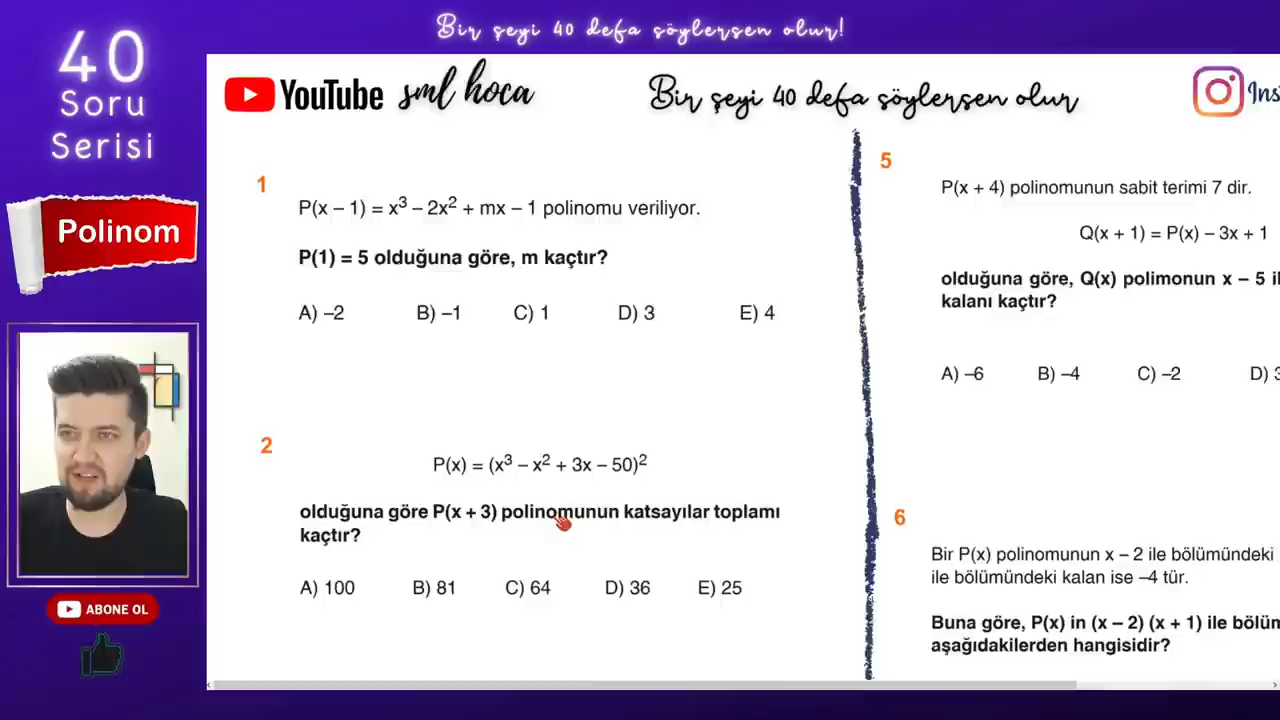 Bir şeyi 40 defa söylersen olur!
40
Soru
Serisi
Polinom
ABONE OL
YouTube sml hoca
Bir şeyi 40 defa söylersen olur
1
P(x – 1) = x³ – 2x² + mx – 1 polinomu veriliyor.
P(1) = 5 olduğuna göre, m kaçtır?
A) –2 B) –1 C) 1 D) 3 E) 4
2
P(x) = (x³ – x² + 3x – 50)²
olduğuna göre P(x + 3) polinomunun katsayılar toplamı
kaçtır?
A) 100 B) 81 C) 64 D) 36 E) 25
5
P(x + 4) polinomunun sabit terimi 7 dir.
Q(x + 1) = P(x) – 3x + 1
olduğuna göre, Q(x) polimonun x – 5 il
kalanı kaçtır?
A) –6 B) –4 C) –2 D) 3
6
Bir P(x) polinomunun x – 2 ile bölümündeki
ile bölümündeki kalan ise –4 tür.
Buna göre, P(x) in (x – 2) (x + 1) ile bölüm
aşağıdakilerden hangisidir?